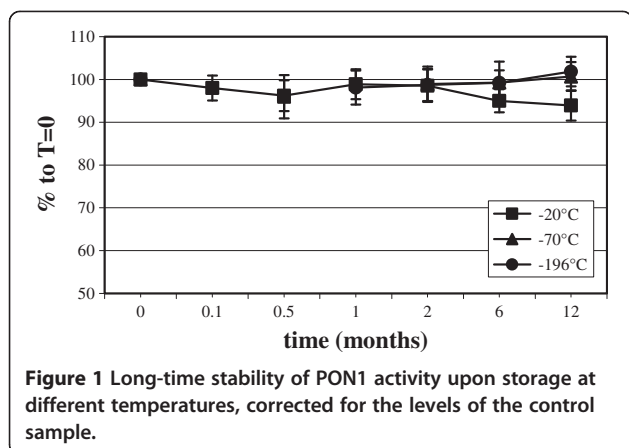 110
100
90
80
70
60
50
% to T=0
0 0.1 0.5 1 2 6 12
time (months)
-20°C
-70°C
-196°C
Figure 1 Long-time stability of PON1 activity upon storage at
different temperatures, corrected for the levels of the control
sample.